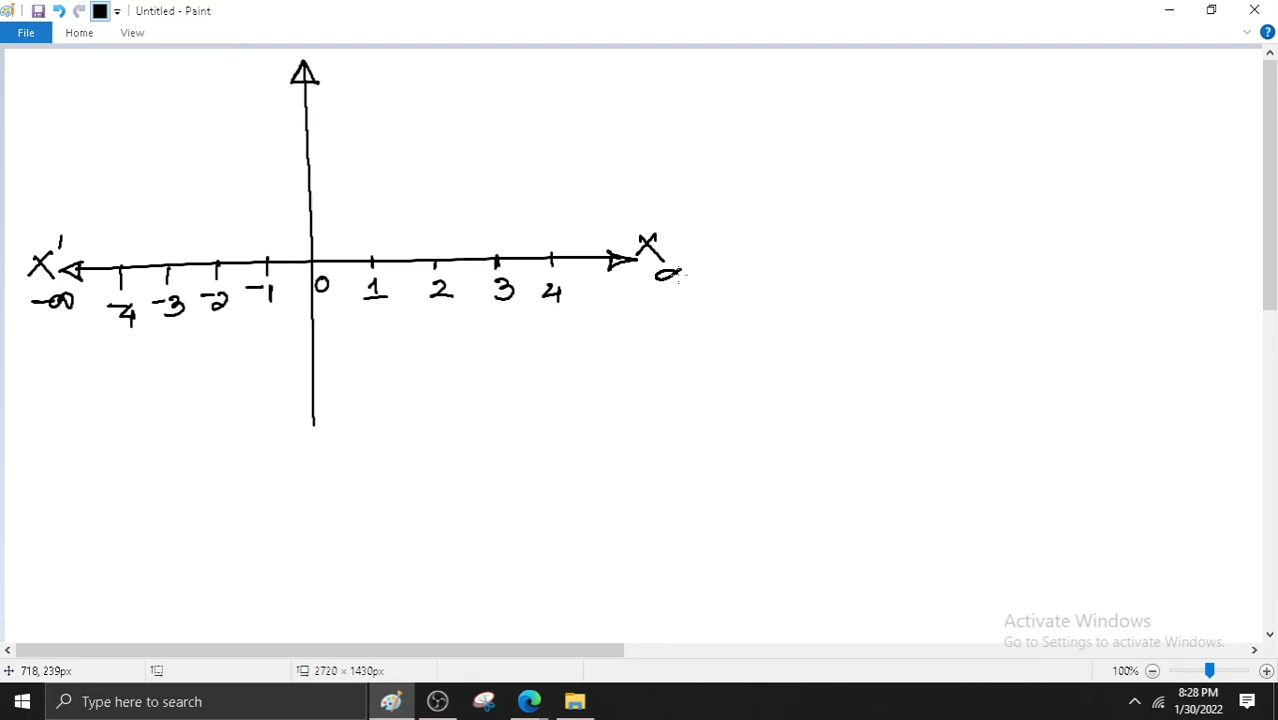 Untitled - Paint
File Home View
X' X
-∞ -4 -3 -2 -1 0 1 2 3 4 ∞
Activate Windows
Go to Settings to activate Windows.
718, 239px 2720 × 1430px 100%
Type here to search
8:28 PM
1/30/2022